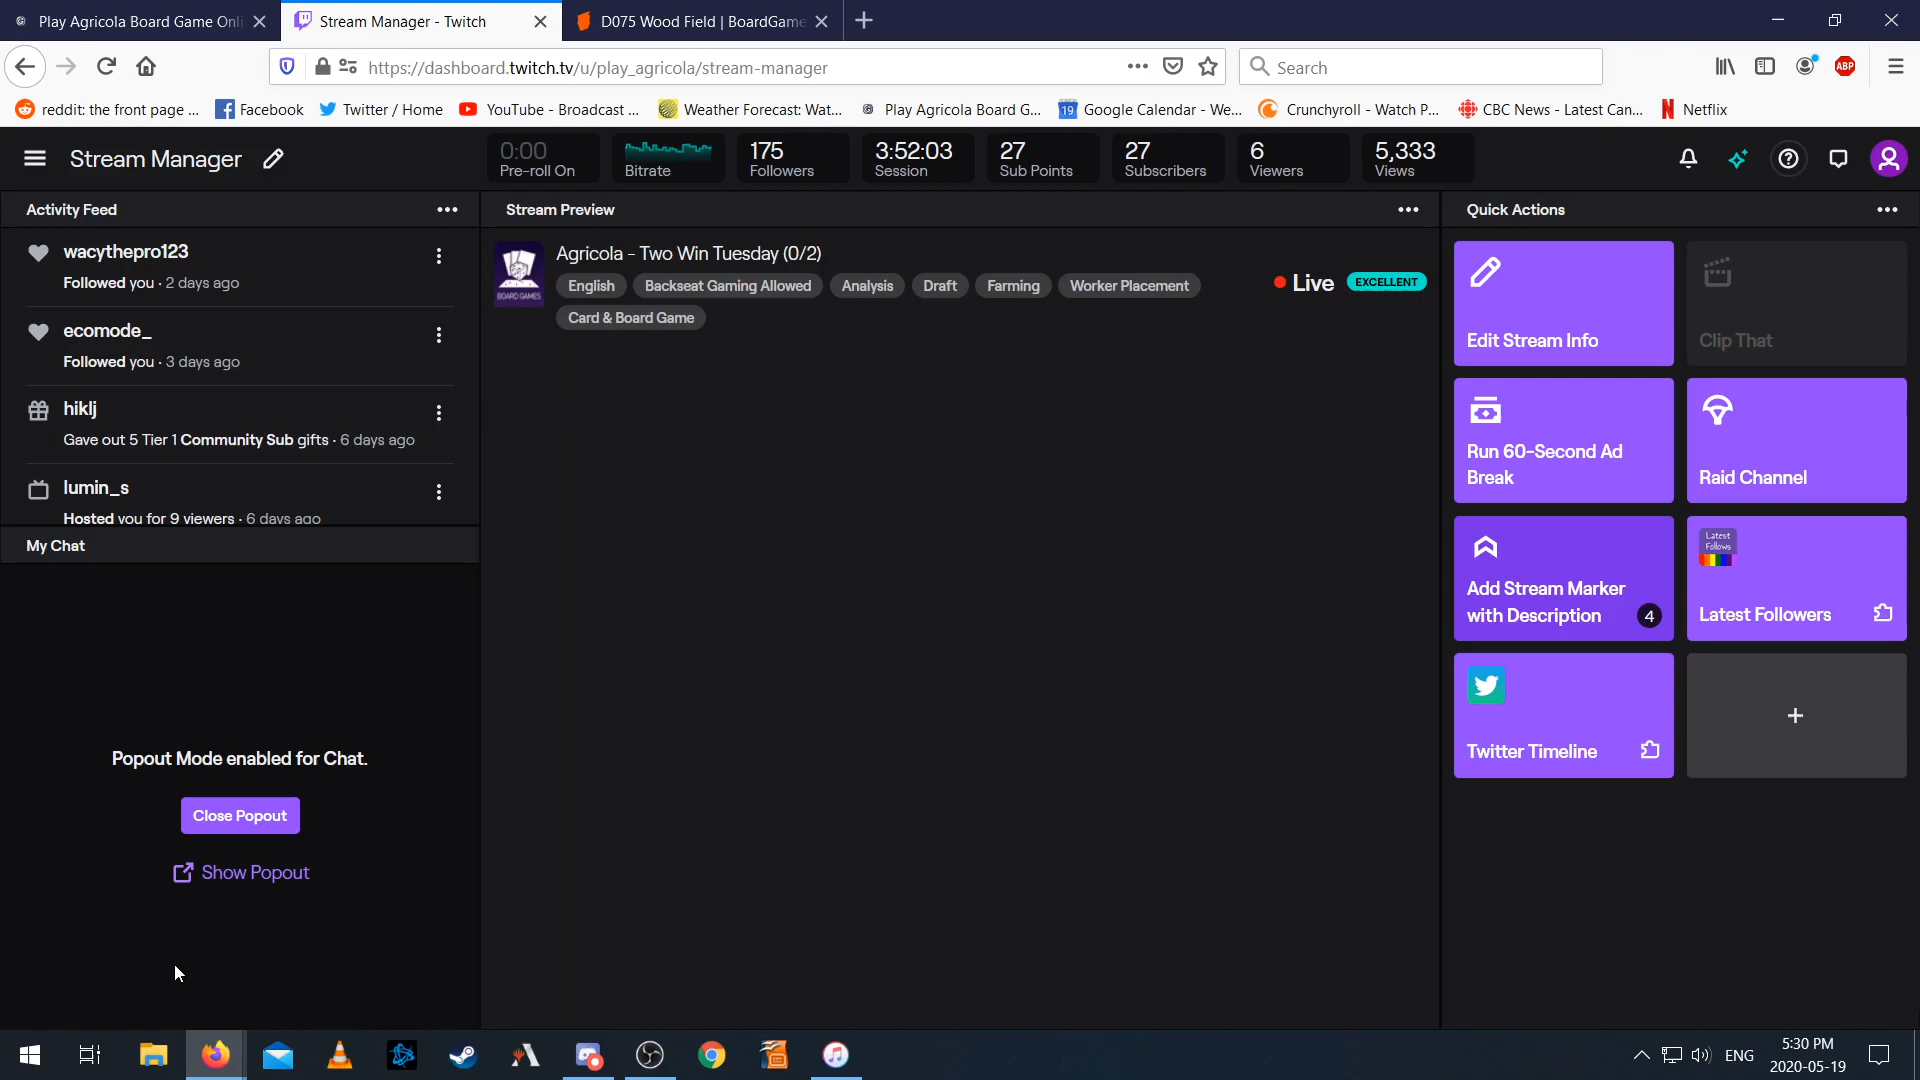 Play Agricola Board Game Onli
Stream Manager - Twitch
D075 Wood Field | BoardGame
https://dashboard.twitch.tv/u/play_agricola/stream-manager
Search
ABP
reddit: the front page ...
Facebook
Twitter / Home
YouTube - Broadcast ...
Weather Forecast: Wat...
Play Agricola Board G...
19
Google Calendar - We...
Crunchyroll - Watch P...
CBC News - Latest Can...
Netflix
Stream Manager
0:00
Pre-roll On
Bitrate
175
Followers
3:52:03
Session
27
Sub Points
27
Subscribers
6
Viewers
5,333
Views
Activity Feed
wacythepro123
Followed you · 2 days ago
ecomode_
Followed you · 3 days ago
hiklj
Gave out 5 Tier 1 Community Sub gifts · 6 days ago
lumin_s
Hosted you for 9 viewers · 6 days ago
My Chat
Popout Mode enabled for Chat.
Close Popout
Show Popout
Stream Preview
BOARD GAMES
Agricola - Two Win Tuesday (0/2)
English
Backseat Gaming Allowed
Analysis
Draft
Farming
Worker Placement
Card & Board Game
Live
EXCELLENT
Quick Actions
Edit Stream Info
Clip That
Run 60-Second Ad
Break
Raid Channel
Add Stream Marker
with Description
4
Latest
Follows
Latest Followers
Twitter Timeline
+
ENG
5:30 PM
2020-05-19